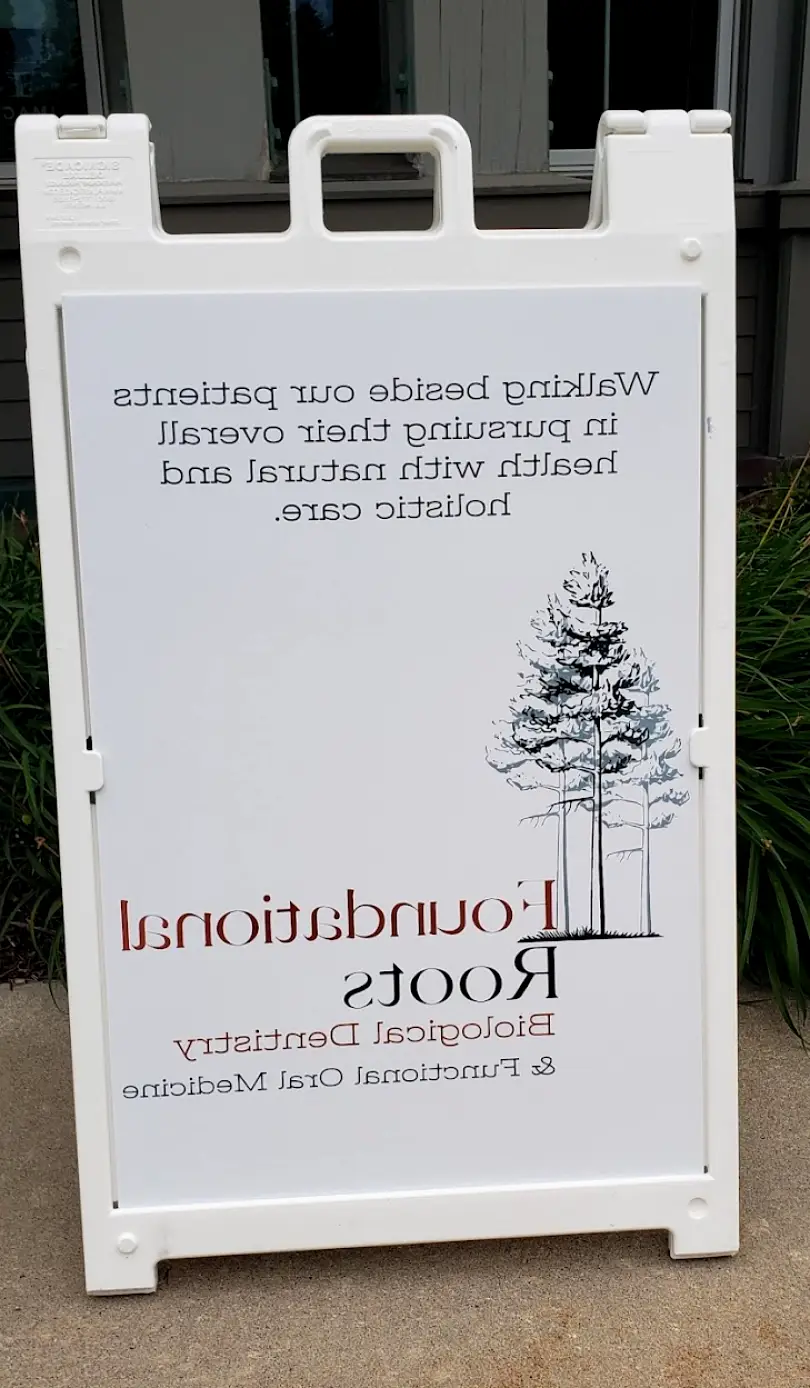 Walking beside our patients
in pursuing their overall
health with natural and
holistic care.
Foundational
Roots
Biological Dentistry
& Functional Oral Medicine